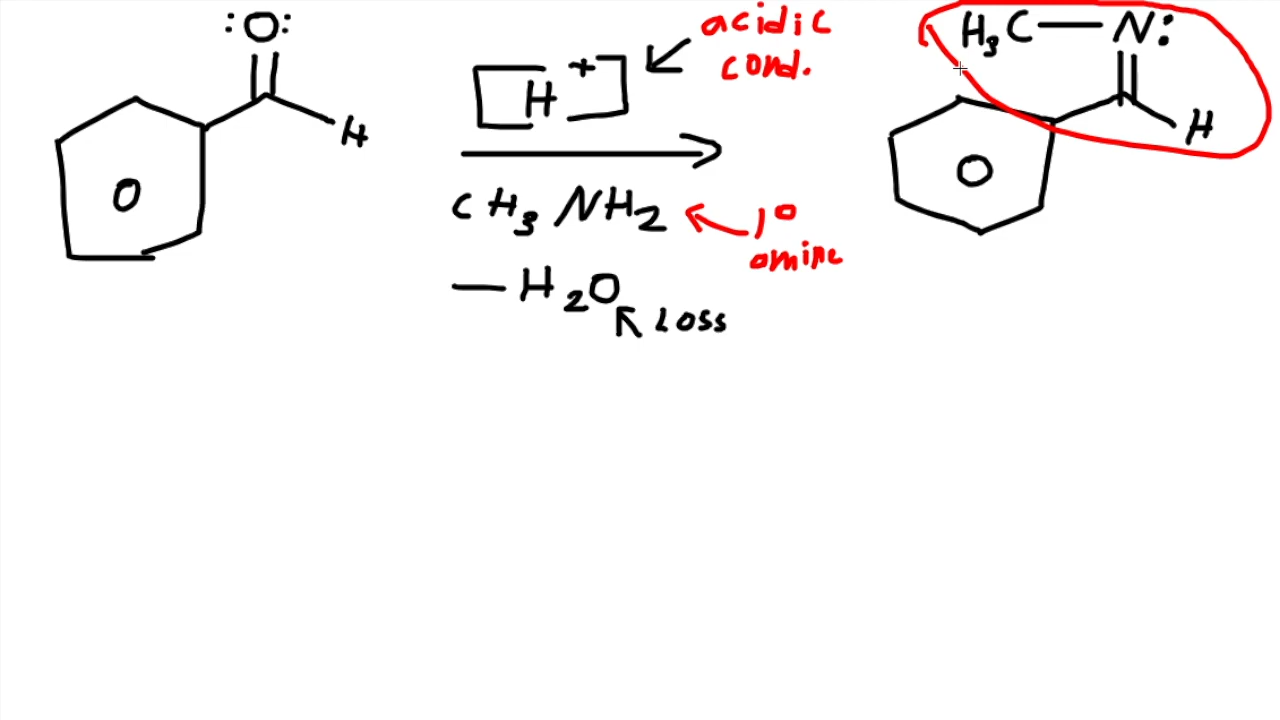 :O:
H
O
[H+]
acidic
cond.
CH3NH2
1°
amine
— H2O
Loss
H3C — N:
H
O